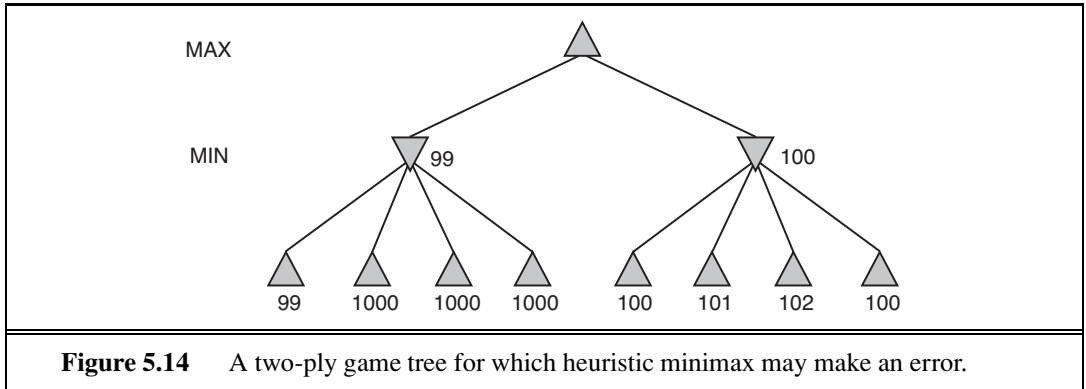 MAX
MIN
99
100
99 1000 1000 1000 100 101 102 100
Figure 5.14 A two-ply game tree for which heuristic minimax may make an error.